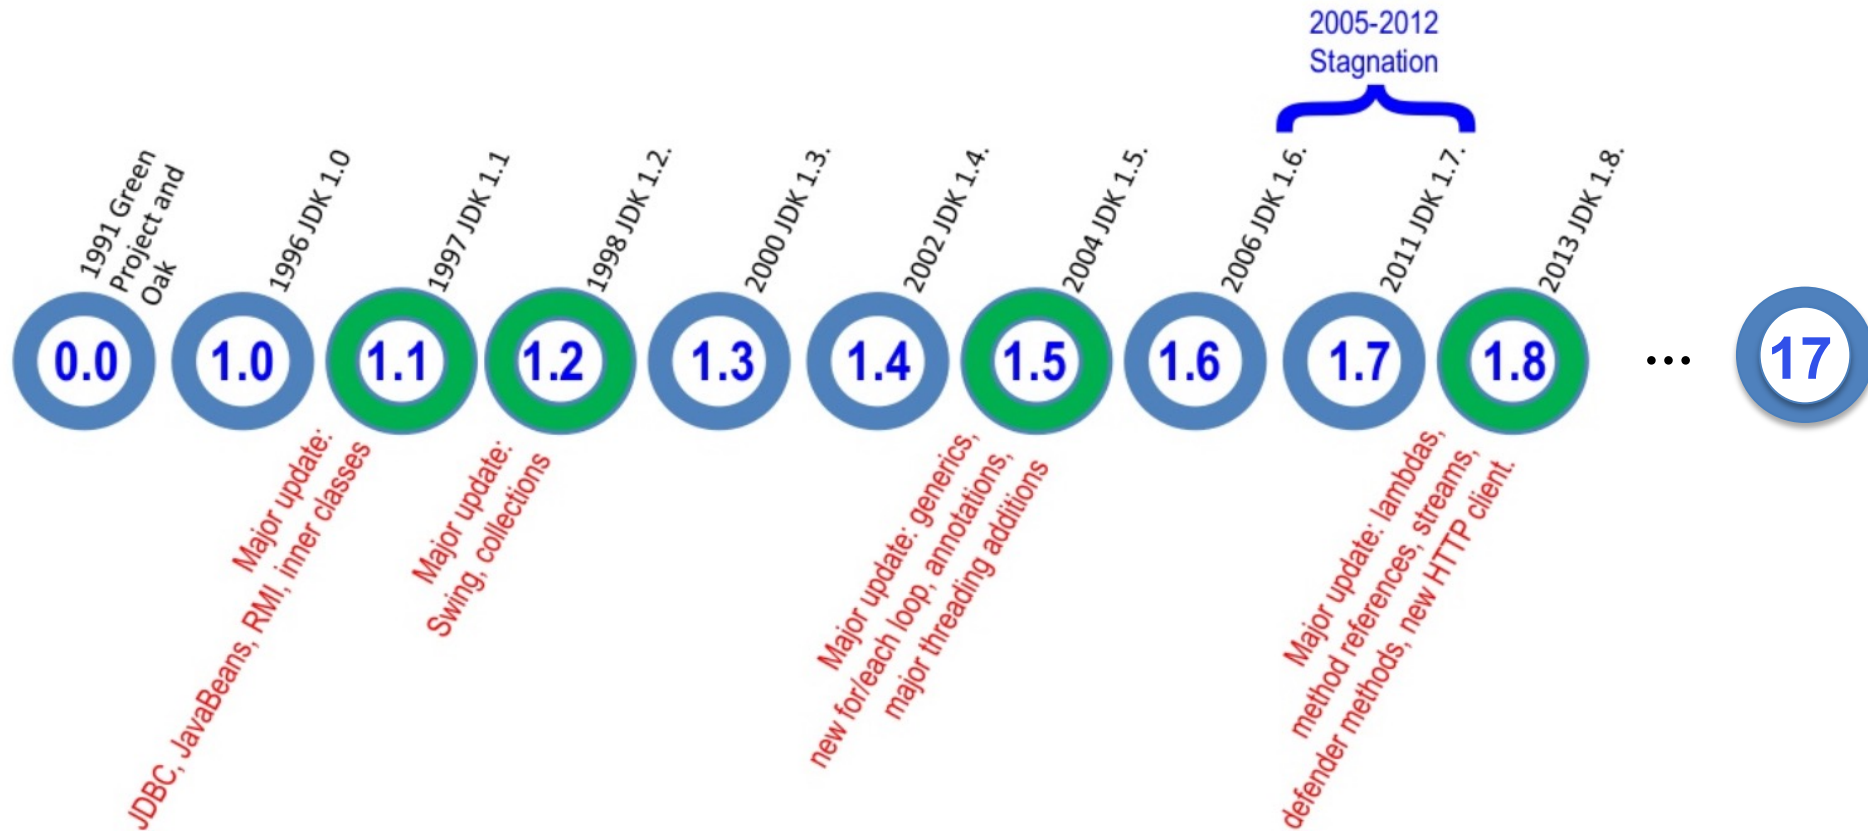 2005-2012
Stagnation
1991 Green
Project and
Oak
1996 JDK 1.0
1997 JDK 1.1
1998 JDK 1.2.
2000 JDK 1.3.
2002 JDK 1.4.
2004 JDK 1.5.
2006 JDK 1.6.
2011 JDK 1.7.
2013 JDK 1.8.
0.0
1.0
1.1
1.2
1.3
1.4
1.5
1.6
1.7
1.8
...
17
Major update:
JDBC, JavaBeans, RMI, inner classes
Major update:
Swing, collections
Major update: generics,
new for/each loop, annotations,
major threading additions
Major update: lambdas,
method references, streams,
defender methods, new HTTP client.